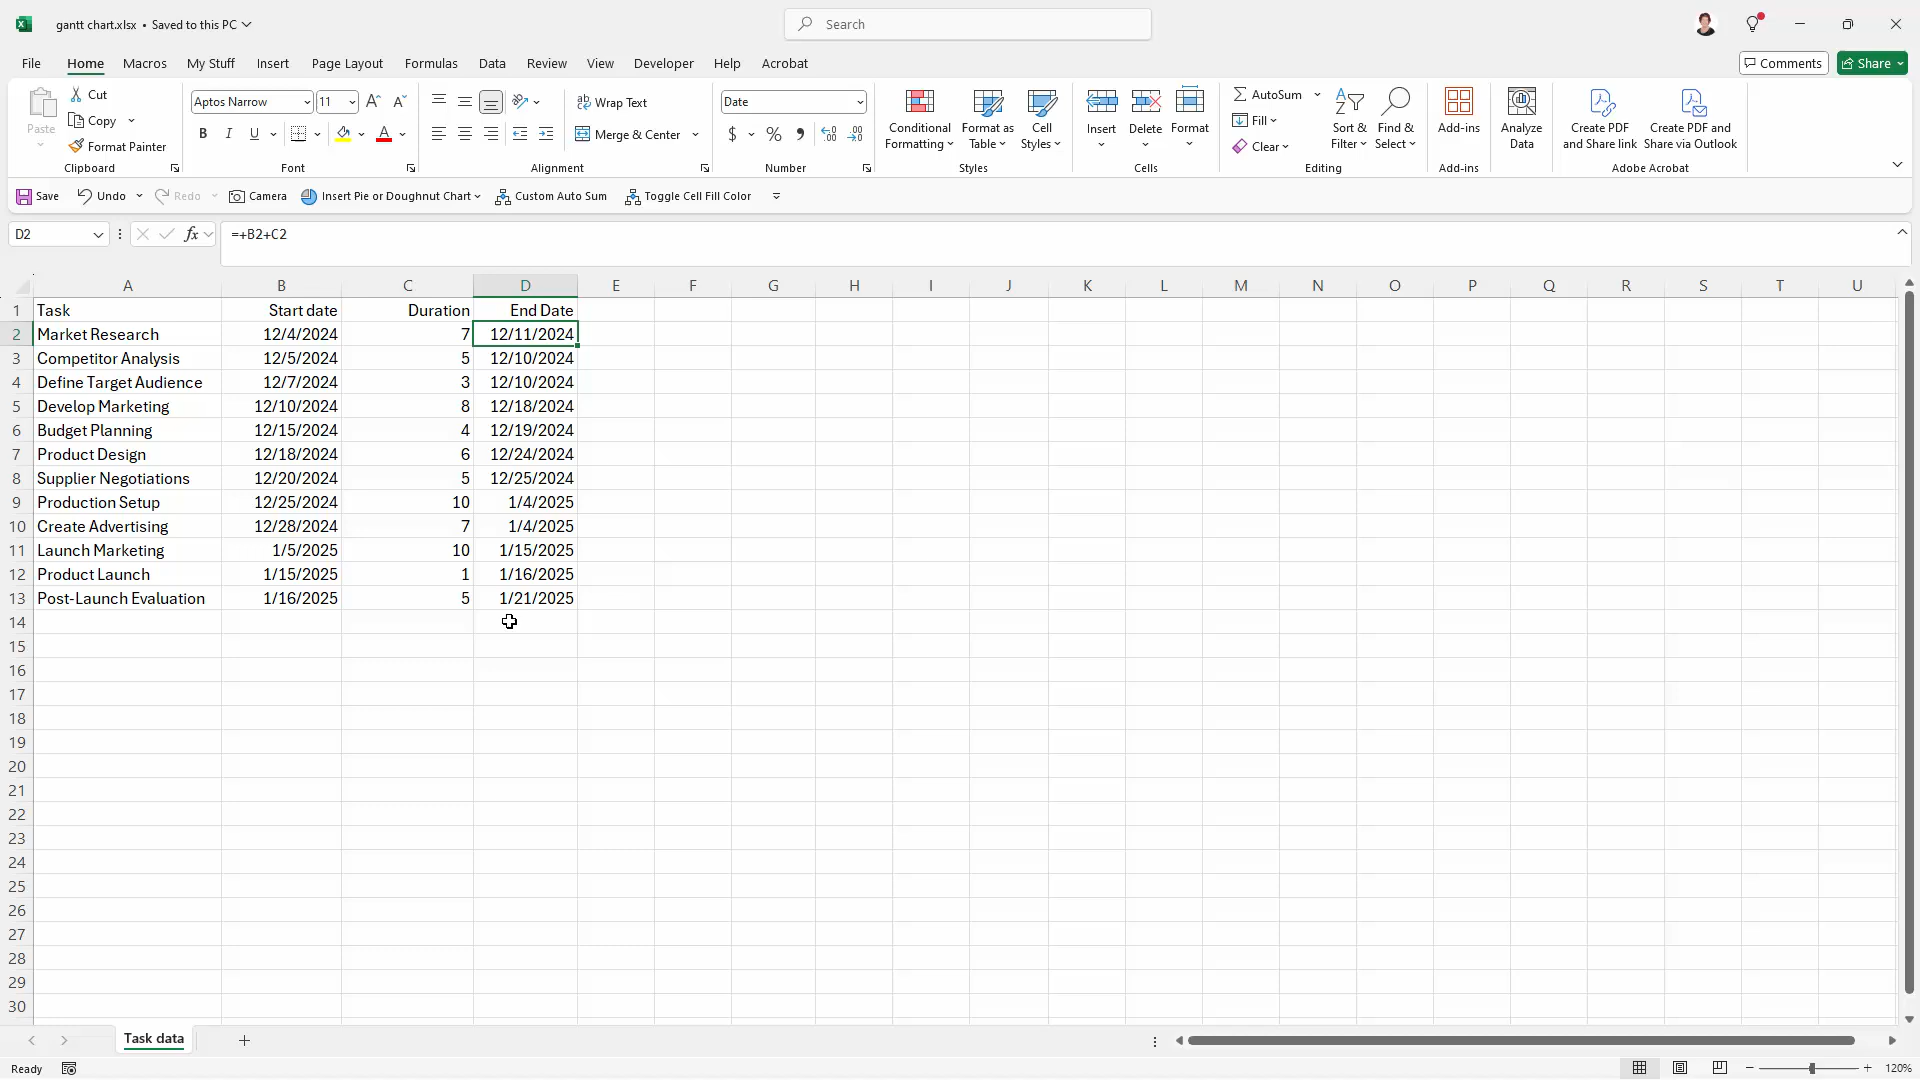 gantt chart.xlsx • Saved to this PC
Search
File Home Macros My Stuff Insert Page Layout Formulas Data Review View Developer Help Acrobat
Comments Share
Paste
Cut
Copy
Format Painter
Clipboard
Aptos Narrow 11
B I U
Font
Wrap Text
Merge & Center
Alignment
Date
$ % 9
Number
Conditional Formatting
Format as Table
Cell Styles
Styles
Insert Delete Format
Cells
AutoSum
Fill
Clear
Sort & Filter
Find & Select
Editing
Add-ins
Add-ins
Analyze Data
Create PDF and Share link
Create PDF and Share via Outlook
Adobe Acrobat
Save Undo Redo Camera Insert Pie or Doughnut Chart Custom Auto Sum Toggle Cell Fill Color
D2 fx =+B2+C2
A B C D E F G H I J K L M N O P Q R S T U
1 Task Start date Duration End Date
2 Market Research 12/4/2024 7 12/11/2024
3 Competitor Analysis 12/5/2024 5 12/10/2024
4 Define Target Audience 12/7/2024 3 12/10/2024
5 Develop Marketing 12/10/2024 8 12/18/2024
6 Budget Planning 12/15/2024 4 12/19/2024
7 Product Design 12/18/2024 6 12/24/2024
8 Supplier Negotiations 12/20/2024 5 12/25/2024
9 Production Setup 12/25/2024 10 1/4/2025
10 Create Advertising 12/28/2024 7 1/4/2025
11 Launch Marketing 1/5/2025 10 1/15/2025
12 Product Launch 1/15/2025 1 1/16/2025
13 Post-Launch Evaluation 1/16/2025 5 1/21/2025
14
15
16
17
18
19
20
21
22
23
24
25
26
27
28
29
30
Task data
Ready 120%